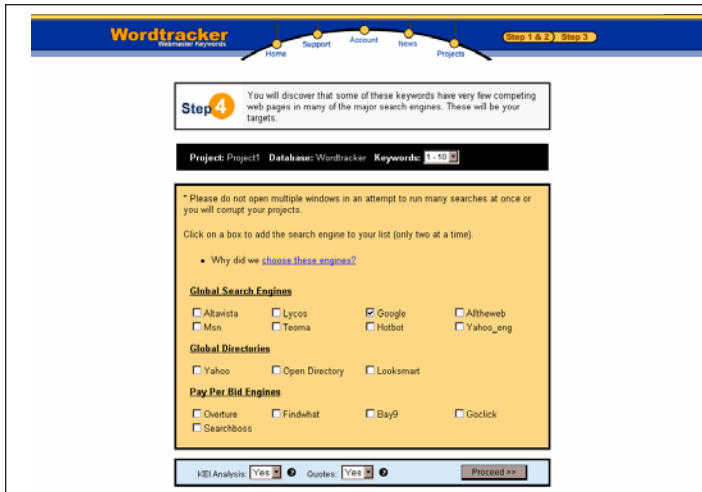 Wordtracker
Webmaster Keywords
Home
Support
Account
News
Projects
Step 1 & 2
Step 3
Step 4
You will discover that some of these keywords have very few competing
web pages in many of the major search engines. These will be your
targets.
Project: Project1 Database: Wordtracker Keywords: 1 - 10
* Please do not open multiple windows in an attempt to run many searches at once or
you will corrupt your projects.
Click on a box to add the search engine to your list (only two at a time).
• Why did we choose these engines?
Global Search Engines
Altavista Lycos Google Alltheweb
Msn Teoma Hotbot Yahoo_eng
Global Directories
Yahoo Open Directory Looksmart
Pay Per Bid Engines
Overture Findwhat Bay9 Goclick
Searchboss
KEI Analysis: Yes Quotes: Yes Proceed >>